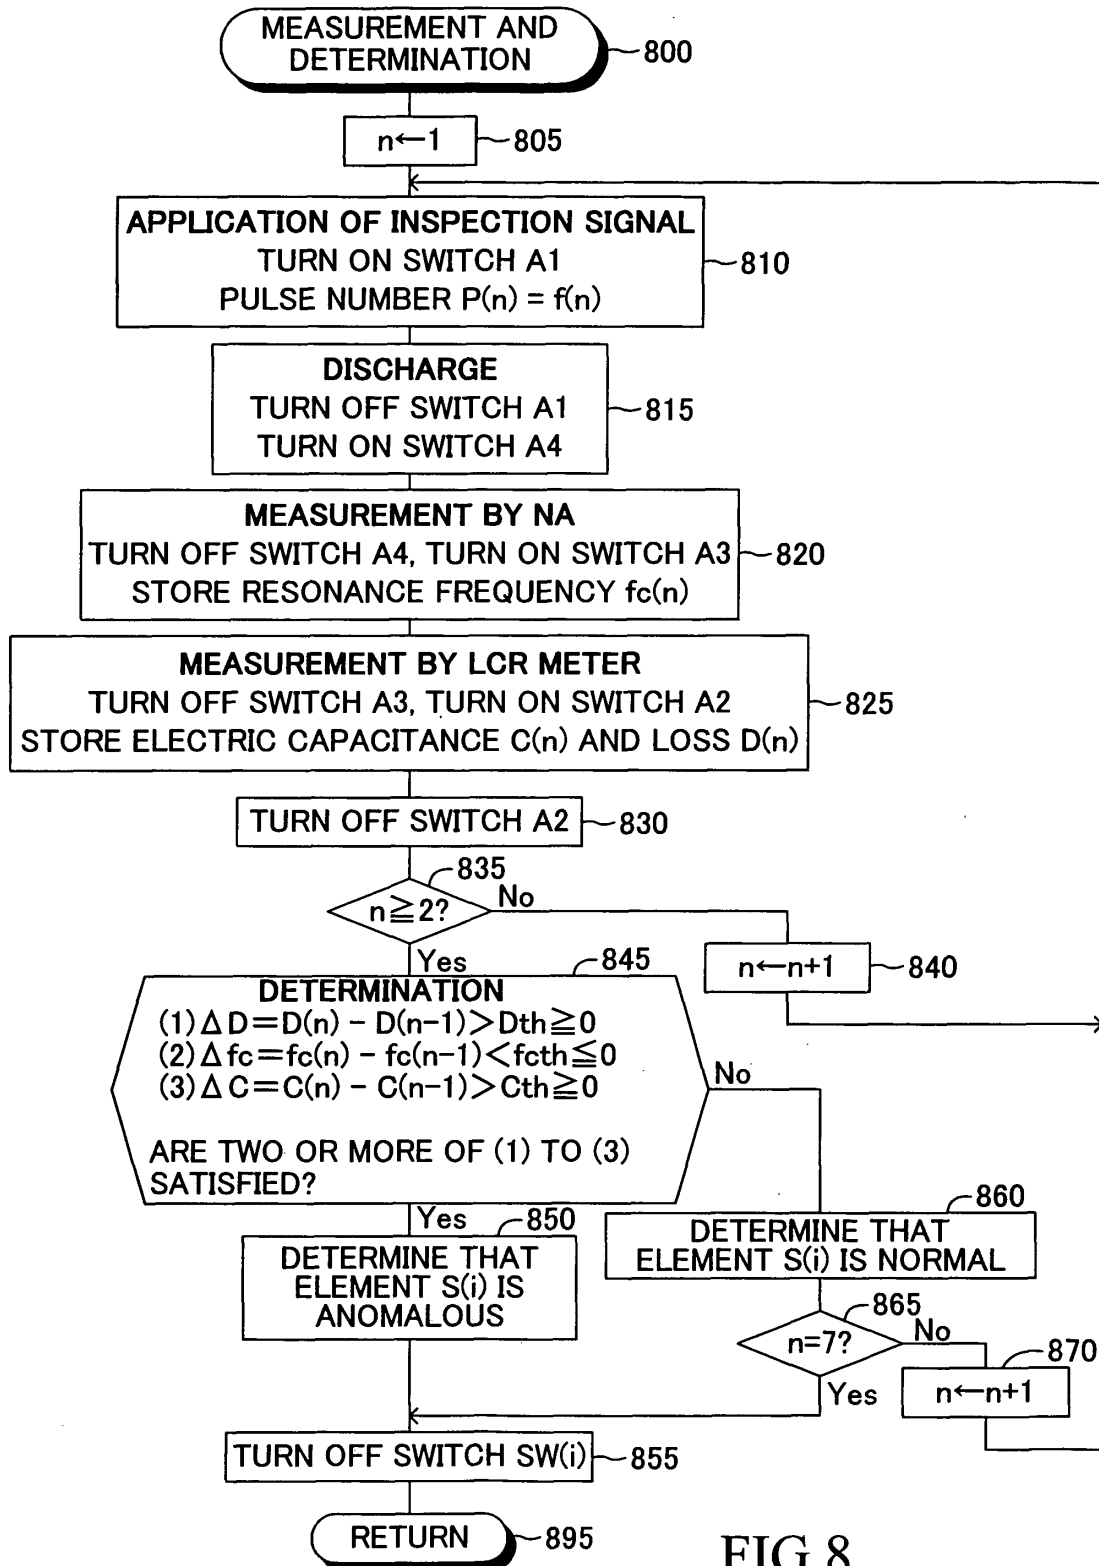 MEASUREMENT AND
DETERMINATION
800
n←1
805
APPLICATION OF INSPECTION SIGNAL
TURN ON SWITCH A1
PULSE NUMBER P(n) = f(n)
810
DISCHARGE
TURN OFF SWITCH A1
TURN ON SWITCH A4
815
MEASUREMENT BY NA
TURN OFF SWITCH A4, TURN ON SWITCH A3
STORE RESONANCE FREQUENCY fc(n)
820
MEASUREMENT BY LCR METER
TURN OFF SWITCH A3, TURN ON SWITCH A2
STORE ELECTRIC CAPACITANCE C(n) AND LOSS D(n)
825
TURN OFF SWITCH A2
830
835
n≧2?
No
Yes
n←n+1
840
845
DETERMINATION
(1) Δ D=D(n) - D(n-1)>Dth≧0
(2) Δ fc=fc(n) - fc(n-1)<fcth≦0
(3) Δ C=C(n) - C(n-1)>Cth≧0
ARE TWO OR MORE OF (1) TO (3)
SATISFIED?
No
Yes
850
DETERMINE THAT
ELEMENT S(i) IS
ANOMALOUS
860
DETERMINE THAT
ELEMENT S(i) IS NORMAL
865
n=7?
No
Yes
870
n←n+1
TURN OFF SWITCH SW(i)
855
RETURN
895
FIG.8